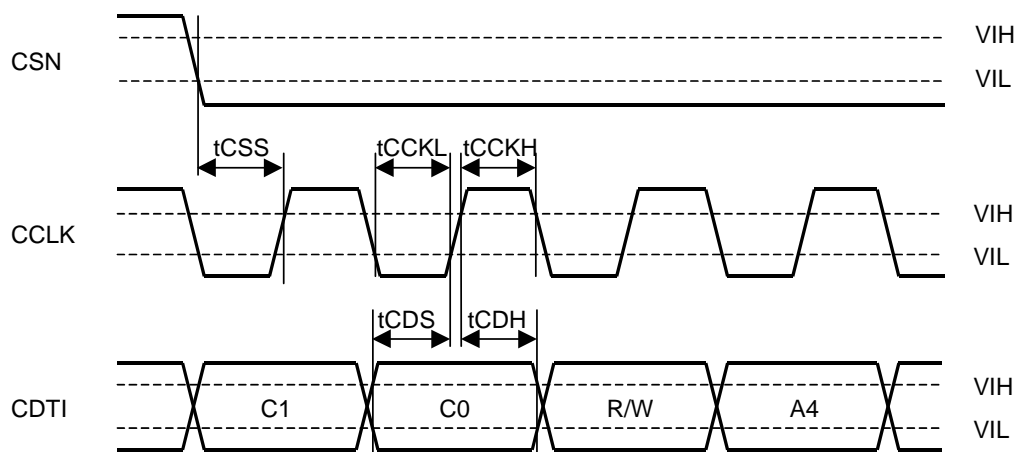 CSN
VIH
VIL
tCSS
tCCKL
tCCKH
CCLK
VIH
VIL
tCDS
tCDH
CDTI
C1
C0
R/W
A4
VIH
VIL